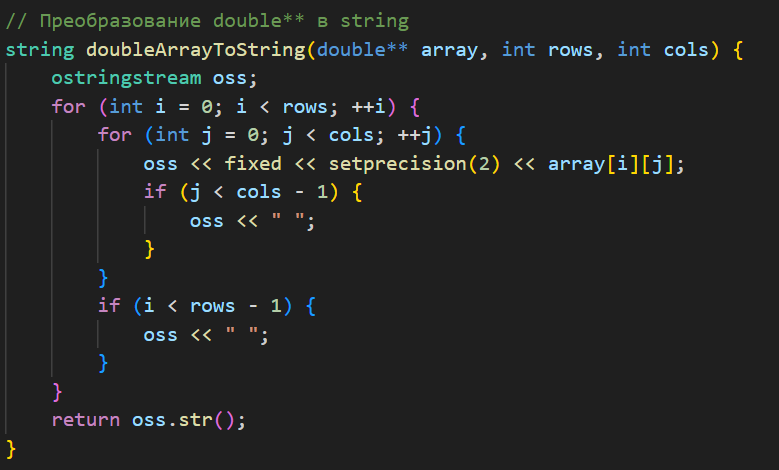 // Преобразование double** в string
string doubleArrayToString(double** array, int rows, int cols) {
    ostringstream oss;
    for (int i = 0; i < rows; ++i) {
        for (int j = 0; j < cols; ++j) {
            oss << fixed << setprecision(2) << array[i][j];
            if (j < cols - 1) {
                oss << " ";
            }
        }
        if (i < rows - 1) {
            oss << " ";
        }
    }
    return oss.str();
}